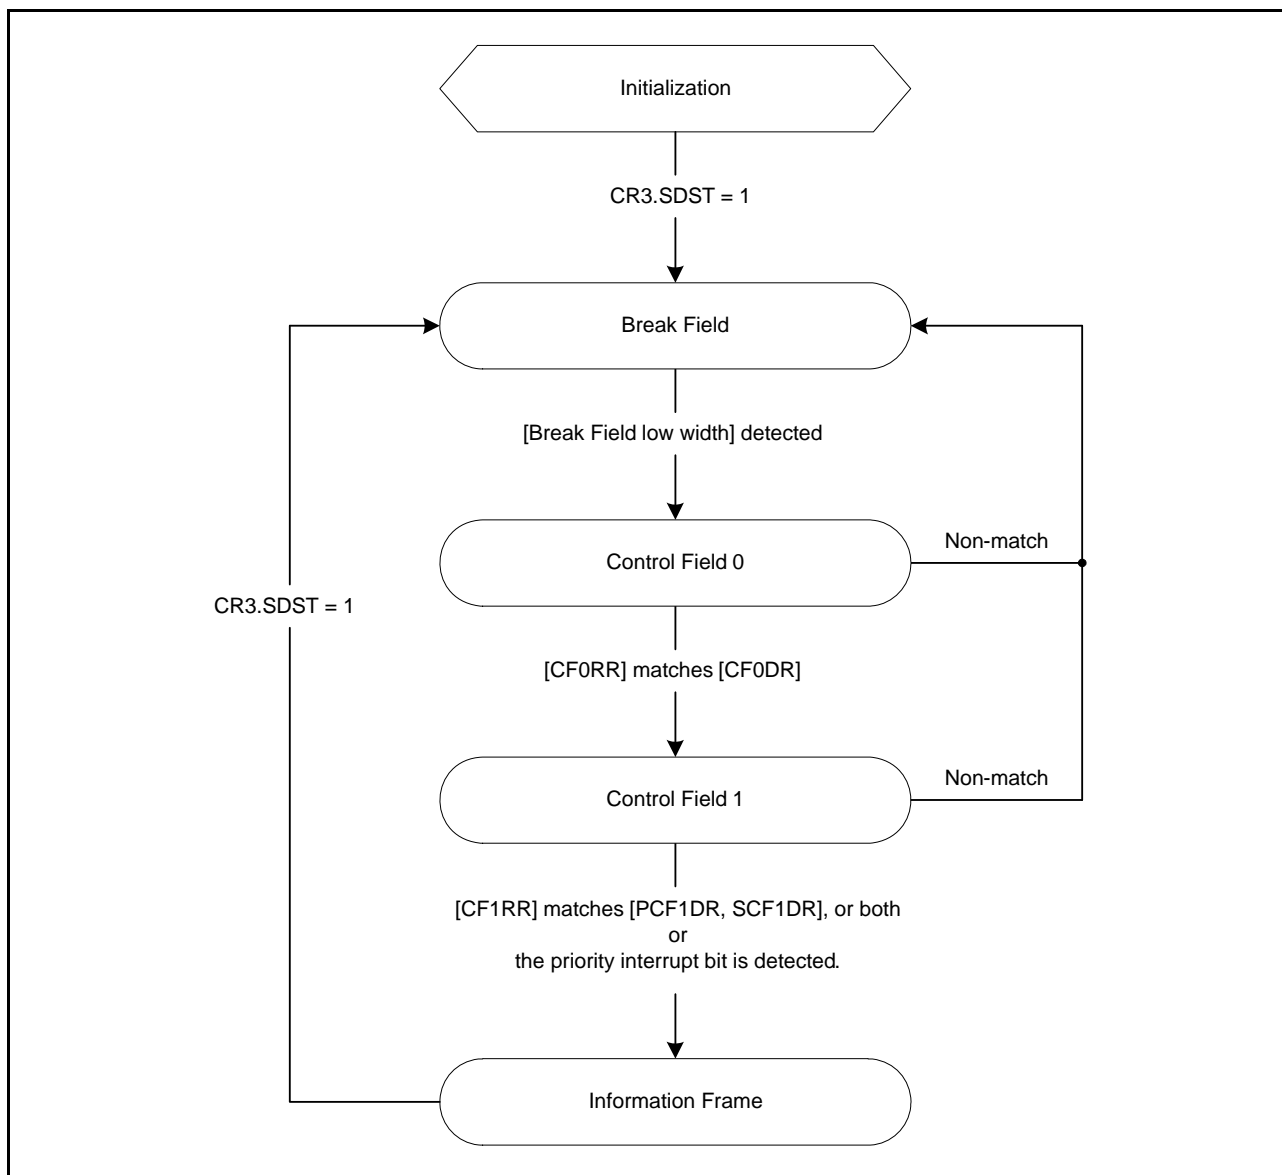 Initialization
CR3.SDST = 1
Break Field
[Break Field low width] detected
Control Field 0
Non-match
CR3.SDST = 1
[CF0RR] matches [CF0DR]
Control Field 1
Non-match
[CF1RR] matches [PCF1DR, SCF1DR], or both
or
the priority interrupt bit is detected.
Information Frame